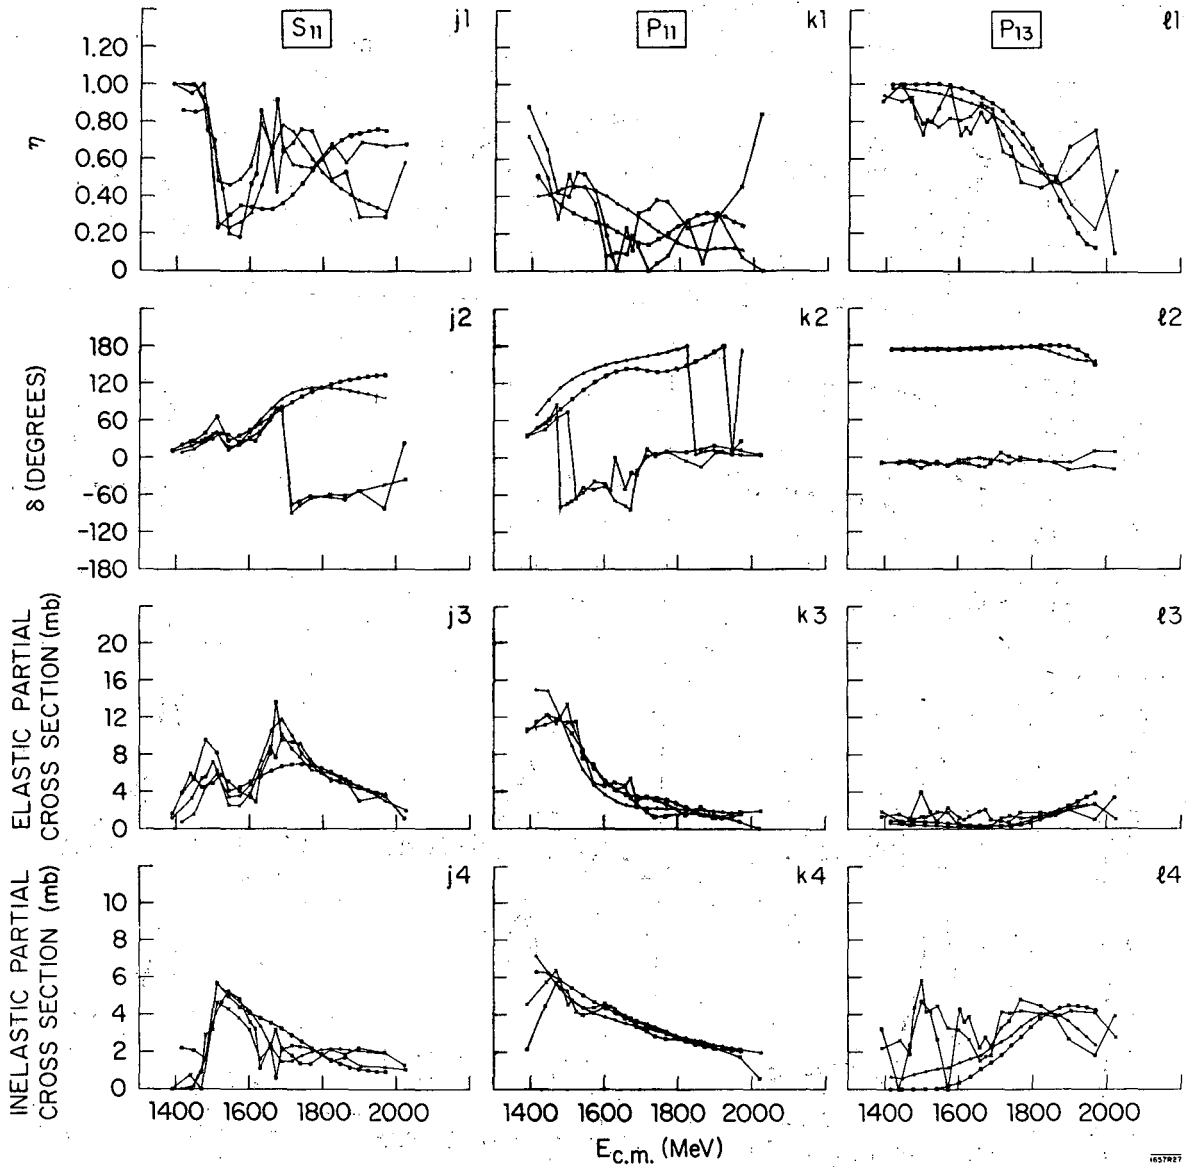 S11 j1 P11 k1 P13 ℓ1
1.20
1.00
0.80
0.60
0.40
0.20
0
η
j2 k2 ℓ2
180
120
60
0
-60
-120
-180
δ (DEGREES)
j3 k3 ℓ3
20
16
12
8
4
0
ELASTIC PARTIAL
CROSS SECTION (mb)
j4 k4 ℓ4
10
8
6
4
2
0
INELASTIC PARTIAL
CROSS SECTION (mb)
1400 1600 1800 2000 1400 1600 1800 2000 1400 1600 1800 2000
Ec.m. (MeV)
1657R27